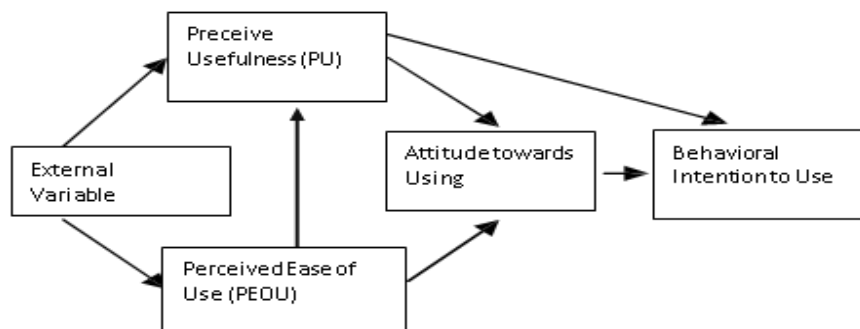 Preceive
Usefulness (PU)
External
Variable
Attitude towards
Using
Behavioral
Intention to Use
Perceived Ease of
Use (PEOU)